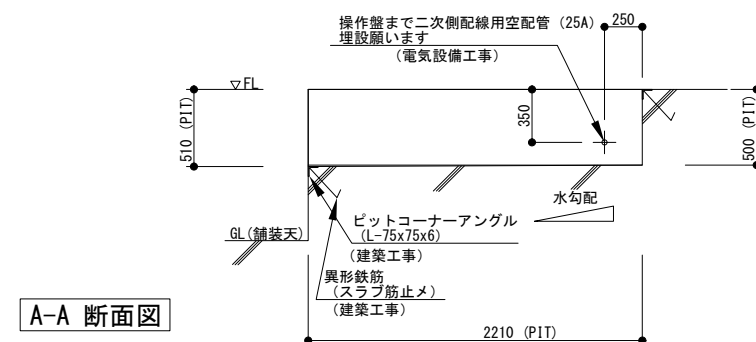 操作盤まで二次側配線用空配管 (25A)
埋設願います
(電気設備工事)
250
▽FL
510 (PIT)
350
500 (PIT)
水勾配
ピットコーナーアングル
(L-75x75x6)
(建築工事)
GL(舗装天)
異形鉄筋
(スラブ筋止メ)
(建築工事)
A-A 断面図
2210 (PIT)